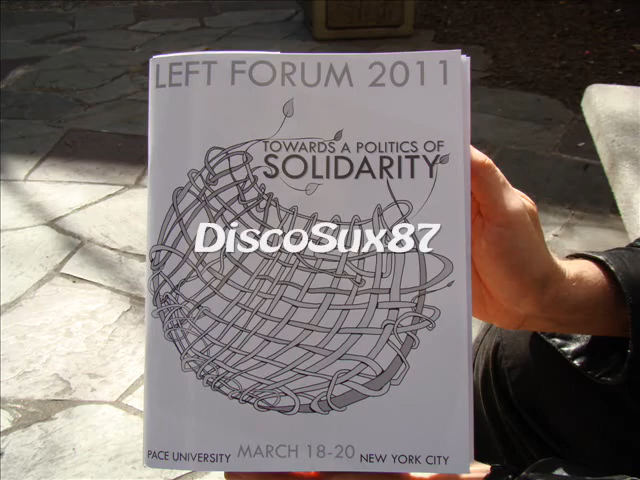 LEFT FORUM 2011
TOWARDS A POLITICS OF
SOLIDARITY
DiscoSux87
PACE UNIVERSITY MARCH 18-20 NEW YORK CITY